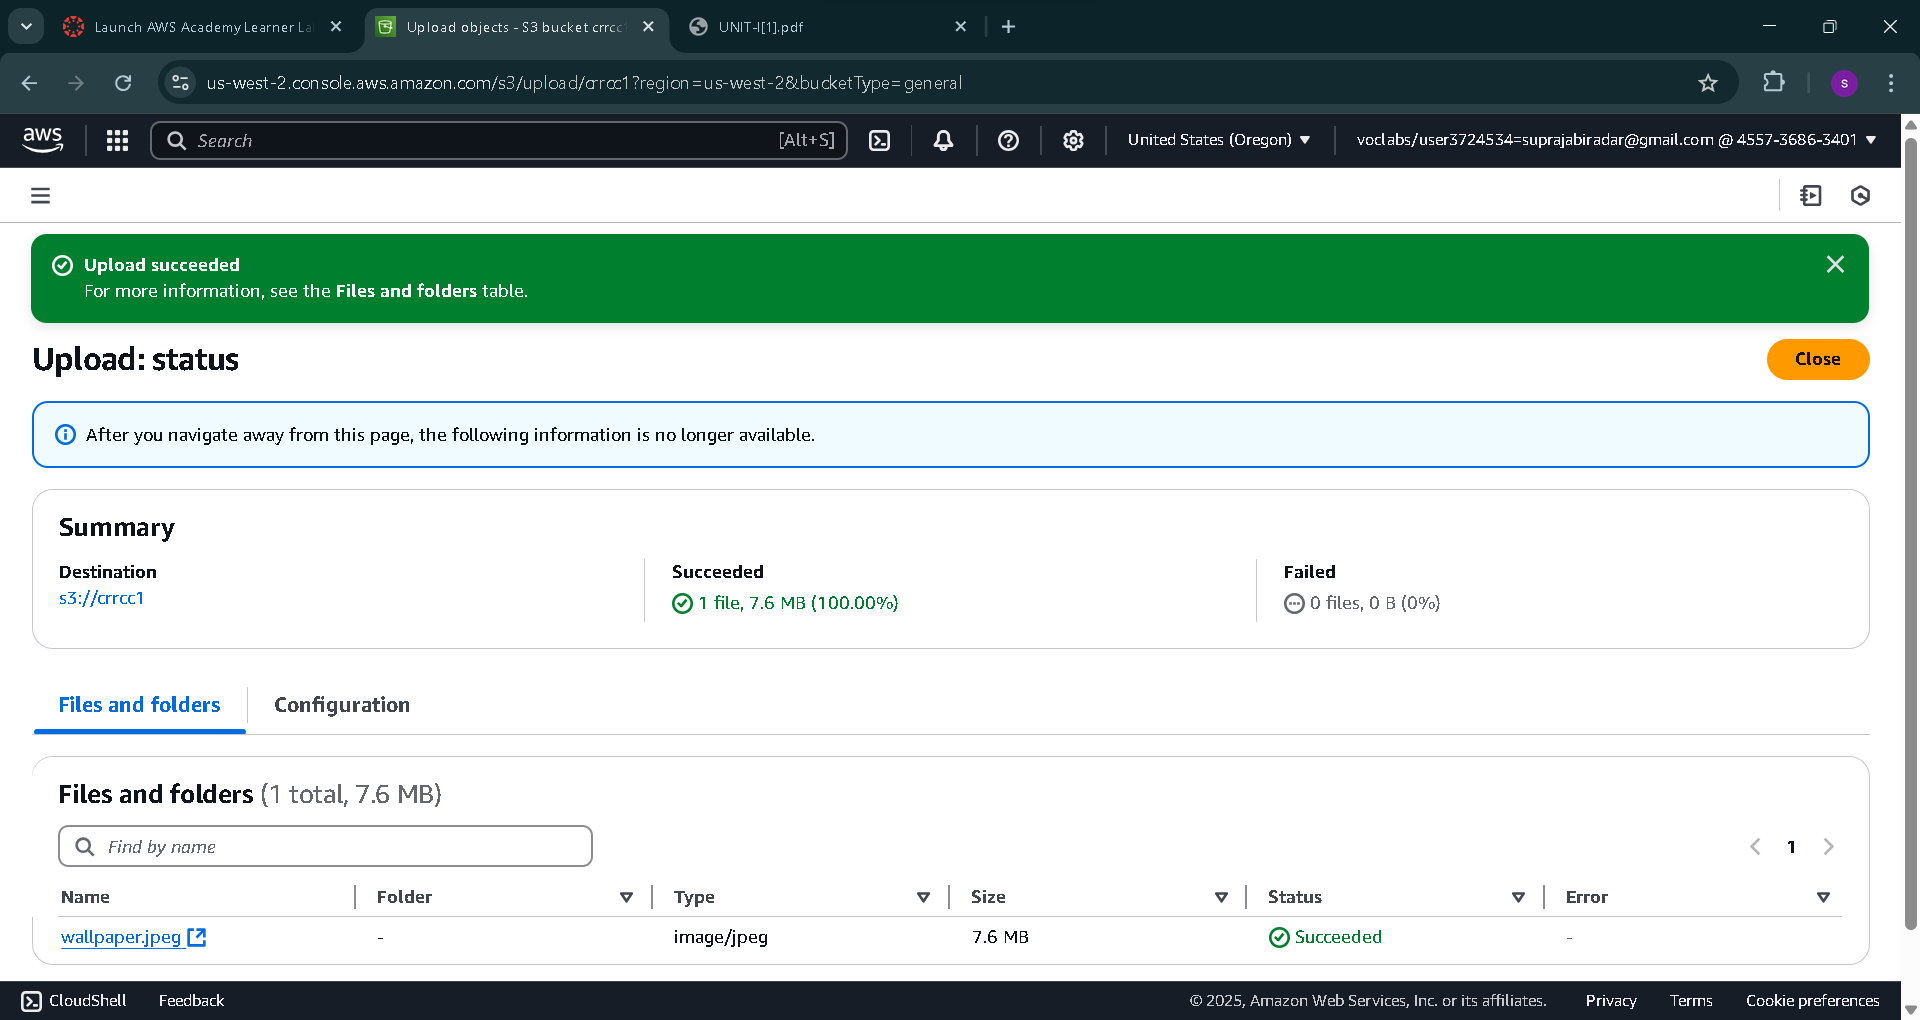 Launch AWS Academy Learner La
Upload objects - S3 bucket crrcc1
UNIT-I[1].pdf
us-west-2.console.aws.amazon.com/s3/upload/crrcc1?region=us-west-2&bucketType=general
S
aws
Search
[Alt+S]
United States (Oregon)
voclabs/user3724534=suprajabiradar@gmail.com @ 4557-3686-3401
Upload succeeded
For more information, see the Files and folders table.
Upload: status
Close
After you navigate away from this page, the following information is no longer available.
Summary
Destination
s3://crrcc1
Succeeded
1 file, 7.6 MB (100.00%)
Failed
0 files, 0 B (0%)
Files and folders
Configuration
Files and folders (1 total, 7.6 MB)
Find by name
1
Name Folder Type Size Status Error
wallpaper.jpeg - image/jpeg 7.6 MB Succeeded -
CloudShell Feedback © 2025, Amazon Web Services, Inc. or its affiliates. Privacy Terms Cookie preferences